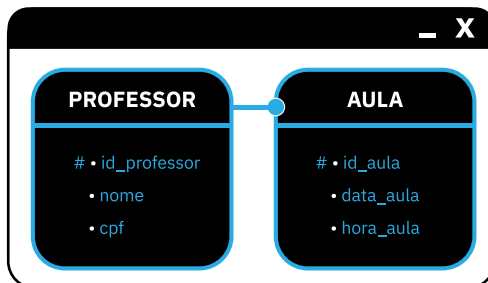 X
PROFESSOR
# • id_professor
• nome
• cpf
AULA
# • id_aula
• data_aula
• hora_aula